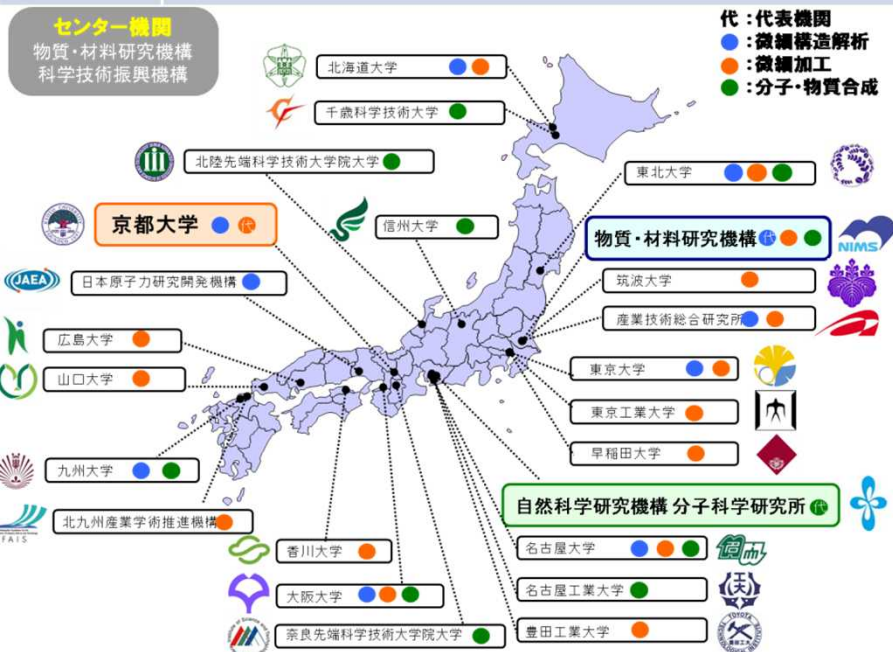 センター機関
物質・材料研究機構
科学技術振興機構
代：代表機関
：微細構造解析
：微細加工
：分子・物質合成
北海道大学
千歳科学技術大学
北陸先端科学技術大学院大学
東北大学
京都大学 代
信州大学
物質・材料研究機構 代
NIMS
JAEA
日本原子力研究開発機構
筑波大学
産業技術総合研究所
広島大学
山口大学
東京大学
東京工業大学
早稲田大学
九州大学
自然科学研究機構 分子科学研究所 代
北九州産業学術推進機構
FAIS
香川大学
名古屋大学
名大
大阪大学
名古屋工業大学
奈良先端科学技術大学院大学
豊田工業大学